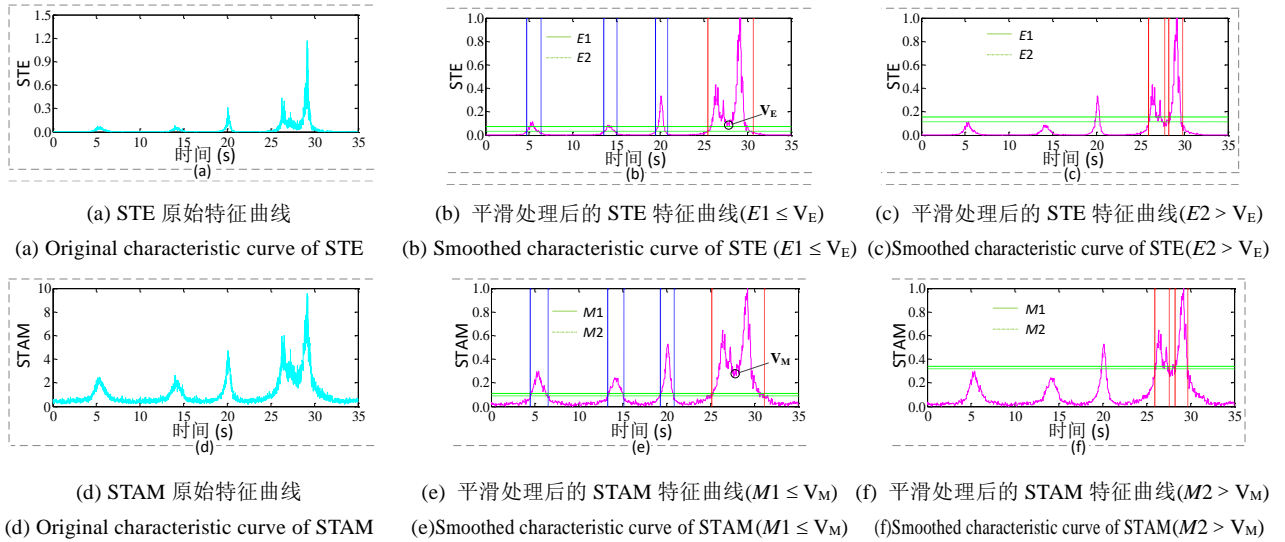 1.5
1.2
0.9
0.6
0.3
0.0
STE
0 5 10 15 20 25 30 35
时间 (s)
(a)
1.0
0.8
0.6
0.4
0.2
0.0
STE
E1
E2
V_E
0 5 10 15 20 25 30 35
时间 (s)
(b)
1.0
0.8
0.6
0.4
0.2
0.0
STE
E1
E2
0 5 10 15 20 25 30 35
时间 (s)
(c)
(a) STE 原始特征曲线
(b) 平滑处理后的 STE 特征曲线(E1 ≤ V_E)
(c) 平滑处理后的 STE 特征曲线(E2 > V_E)
(a) Original characteristic curve of STE
(b) Smoothed characteristic curve of STE (E1 ≤ V_E)
(c)Smoothed characteristic curve of STE(E2 > V_E)
10
8
6
4
2
0
STAM
0 5 10 15 20 25 30 35
时间 (s)
(d)
1.0
0.8
0.6
0.4
0.2
0.0
STAM
M1
M2
V_M
0 5 10 15 20 25 30 35
时间 (s)
(e)
1.0
0.8
0.6
0.4
0.2
0.0
STAM
M1
M2
0 5 10 15 20 25 30 35
时间 (s)
(f)
(d) STAM 原始特征曲线
(e) 平滑处理后的 STAM 特征曲线(M1 ≤ V_M)
(f) 平滑处理后的 STAM 特征曲线(M2 > V_M)
(d) Original characteristic curve of STAM
(e)Smoothed characteristic curve of STAM(M1 ≤ V_M)
(f)Smoothed characteristic curve of STAM(M2 > V_M)